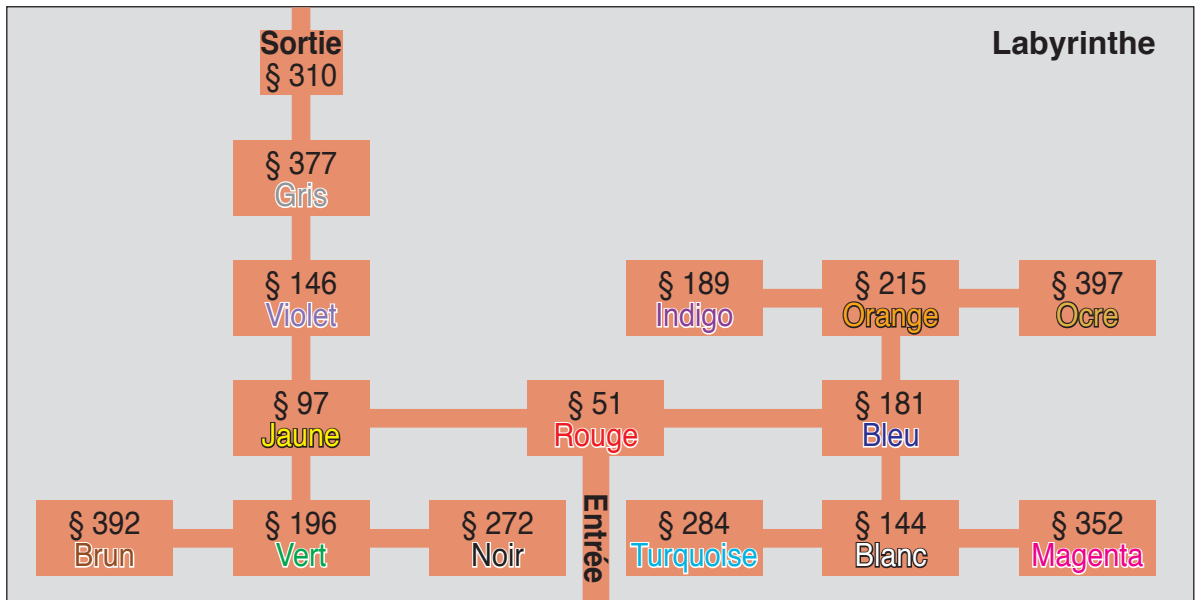 Sortie
§ 310
Labyrinthe
§ 377
Gris
§ 146
Violet
§ 189
Indigo
§ 215
Orange
§ 397
Ocre
§ 97
Jaune
§ 51
Rouge
§ 181
Bleu
§ 392
Brun
§ 196
Vert
§ 272
Noir
Entréé
§ 284
Turquoise
§ 144
Blanc
§ 352
Magenta